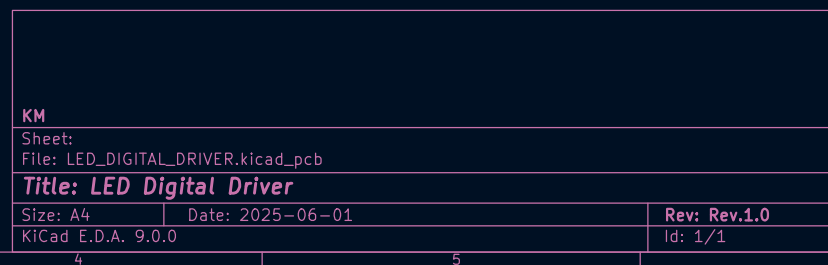 KM
Sheet:
File: LED_DIGITAL_DRIVER.kicad_pcb
Title: LED Digital Driver
Size: A4 Date: 2025-06-01 Rev: Rev.1.0
KiCad E.D.A. 9.0.0 Id: 1/1
4 5